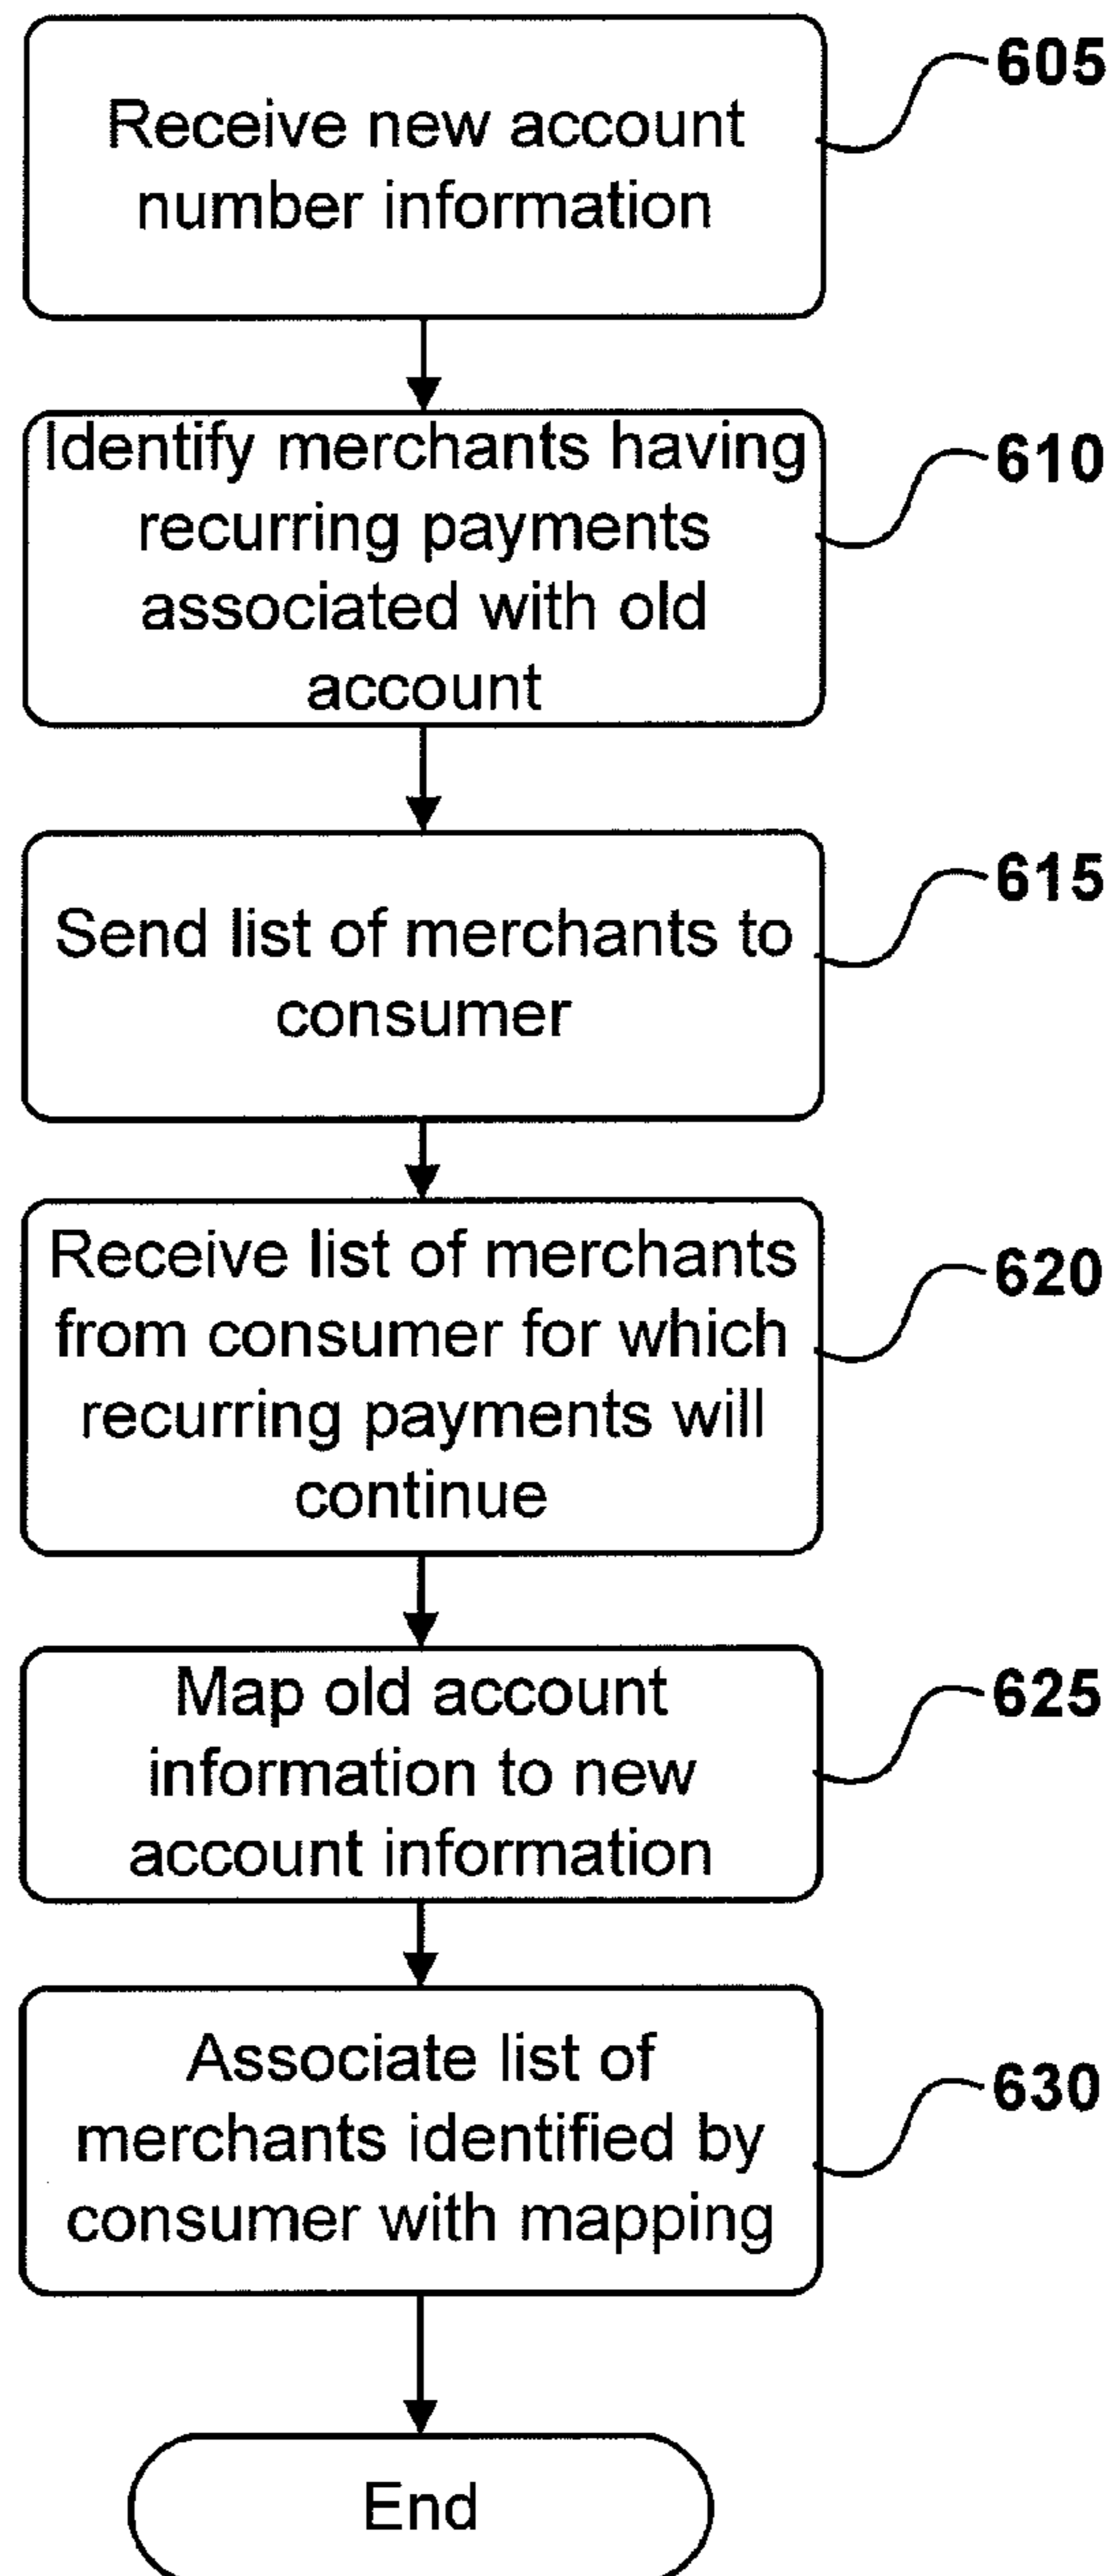 Receive new account
number information
605
Identify merchants having
recurring payments
associated with old
account
610
Send list of merchants to
consumer
615
Receive list of merchants
from consumer for which
recurring payments will
continue
620
Map old account
information to new
account information
625
Associate list of
merchants identified by
consumer with mapping
630
End